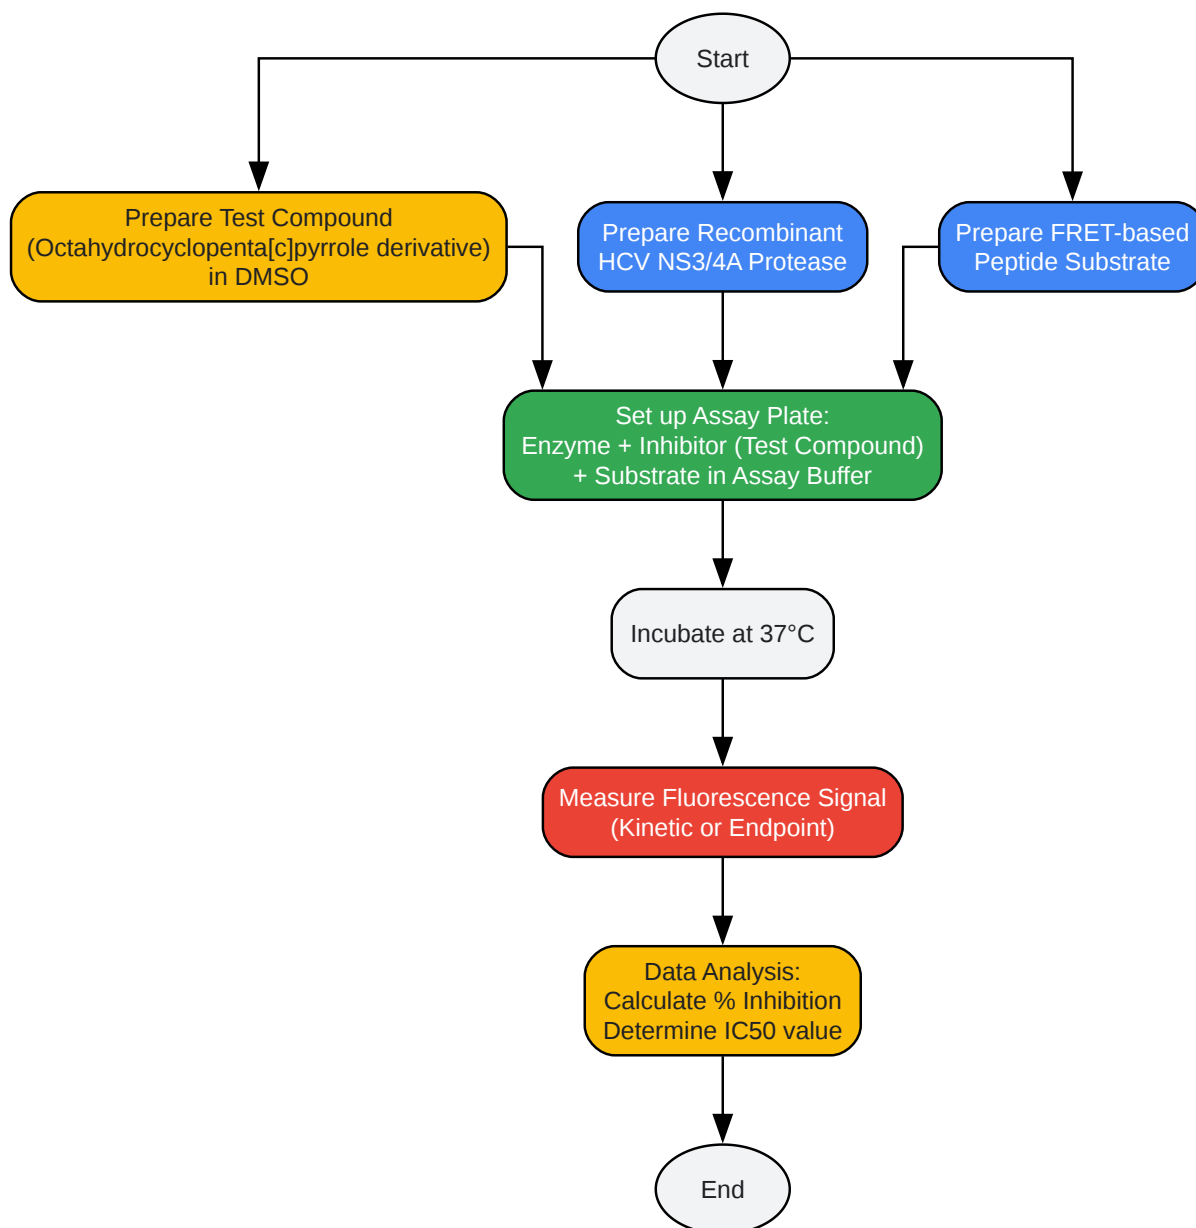 Start
Prepare Test Compound
(Octahydrocyclopenta[c]pyrrole derivative)
in DMSO
Prepare Recombinant
HCV NS3/4A Protease
Prepare FRET-based
Peptide Substrate
Set up Assay Plate:
Enzyme + Inhibitor (Test Compound)
+ Substrate in Assay Buffer
Incubate at 37°C
Measure Fluorescence Signal
(Kinetic or Endpoint)
Data Analysis:
Calculate % Inhibition
Determine IC50 value
End